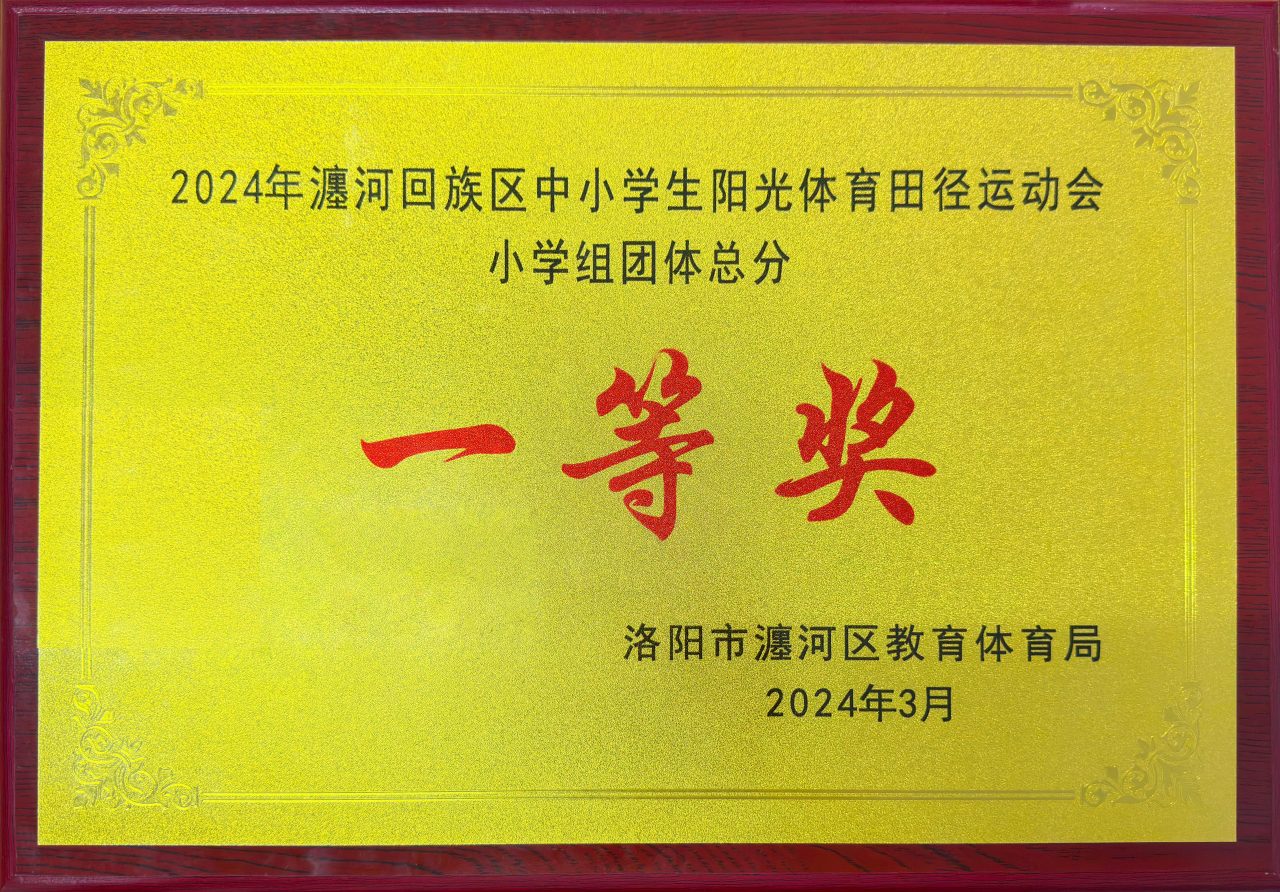 2024年瀍河回族区中小学生阳光体育田径运动会
小学组团体总分
一等奖
洛阳市瀍河区教育体育局
2024年3月